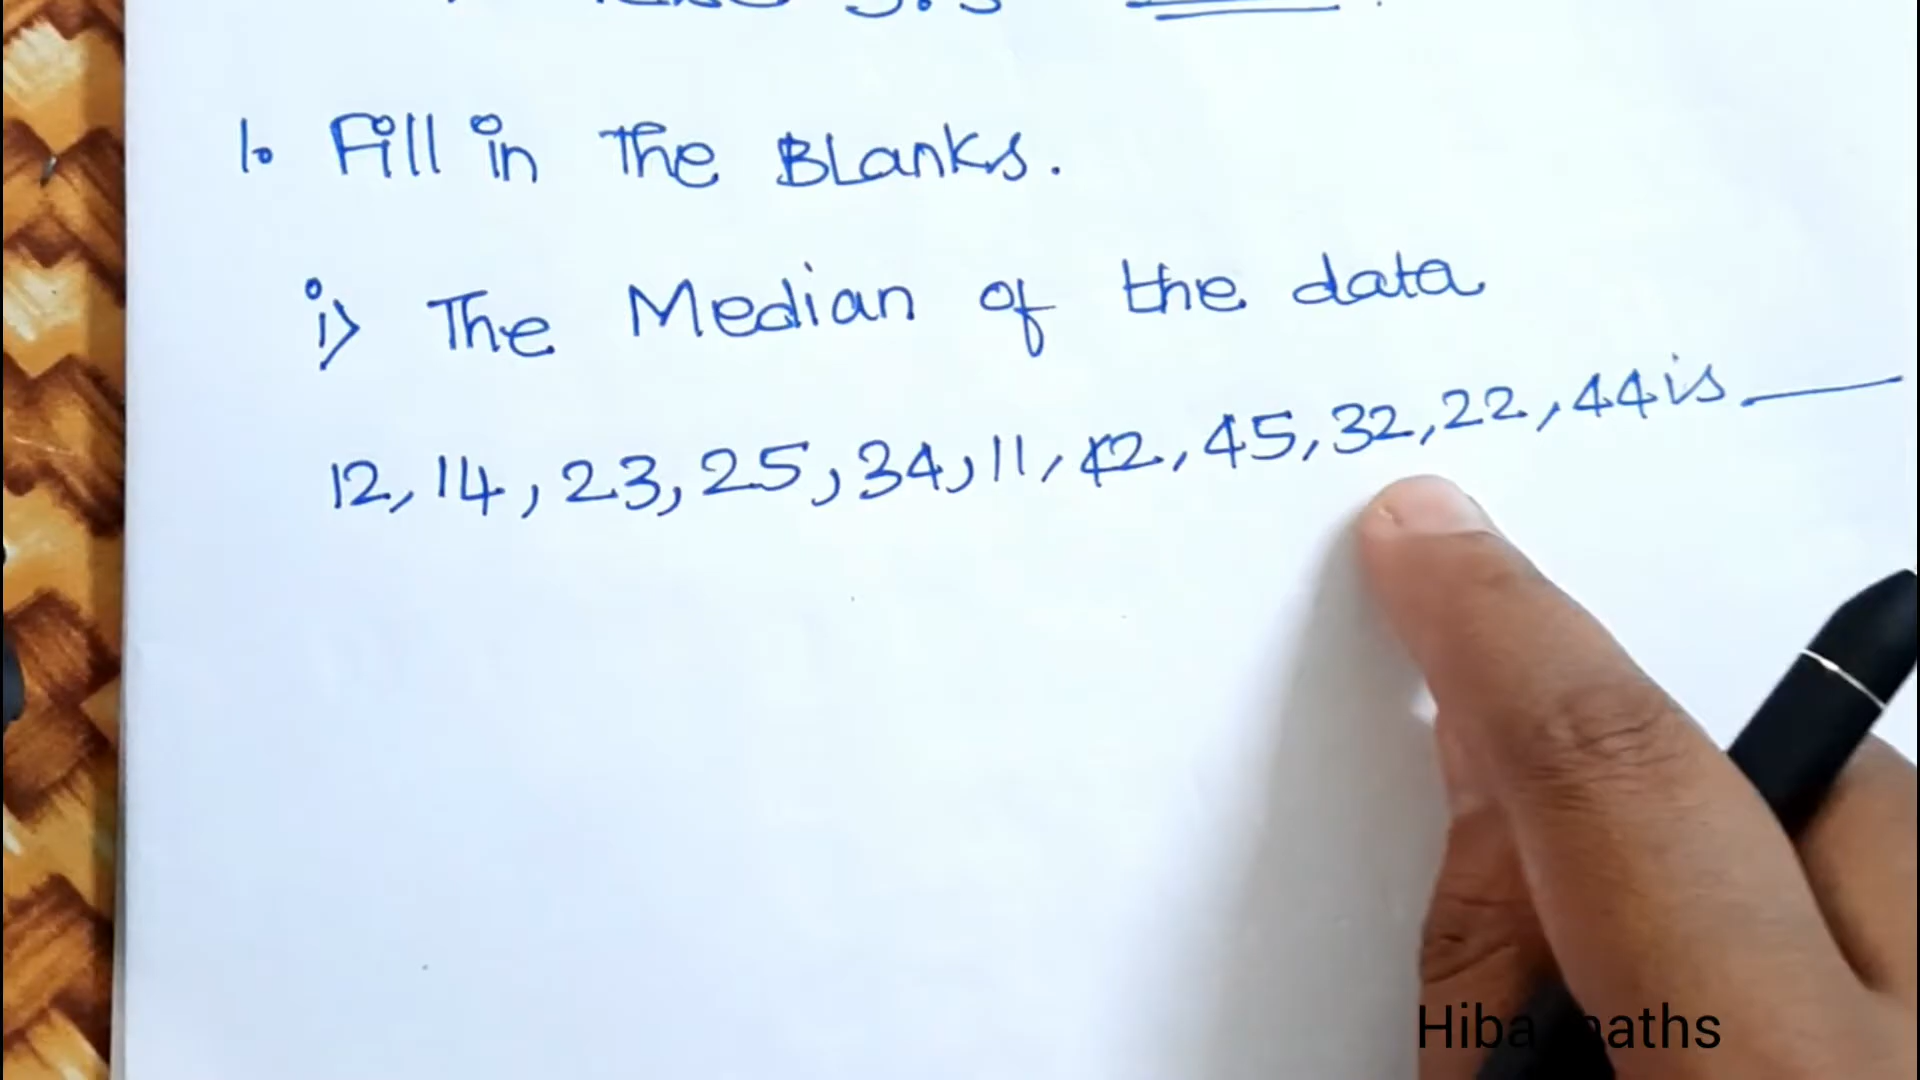 1. Fill in The Blanks.
i) The Median of the data
12, 14, 23, 25, 34, 11, 42, 45, 32, 22, 44 is ___
Hiba